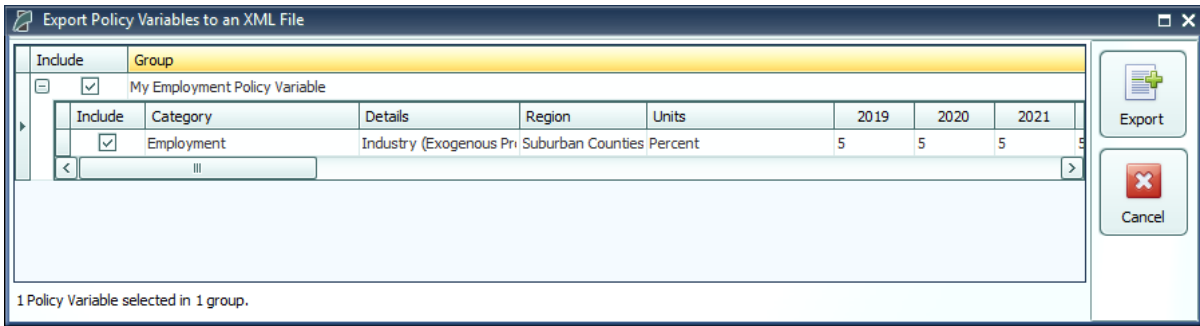 Export Policy Variables to an XML File
Include Group
My Employment Policy Variable
Include Category Details Region Units 2019 2020 2021
Employment Industry (Exogenous Pr Suburban Counties Percent 5 5 5 5
Export
Cancel
1 Policy Variable selected in 1 group.